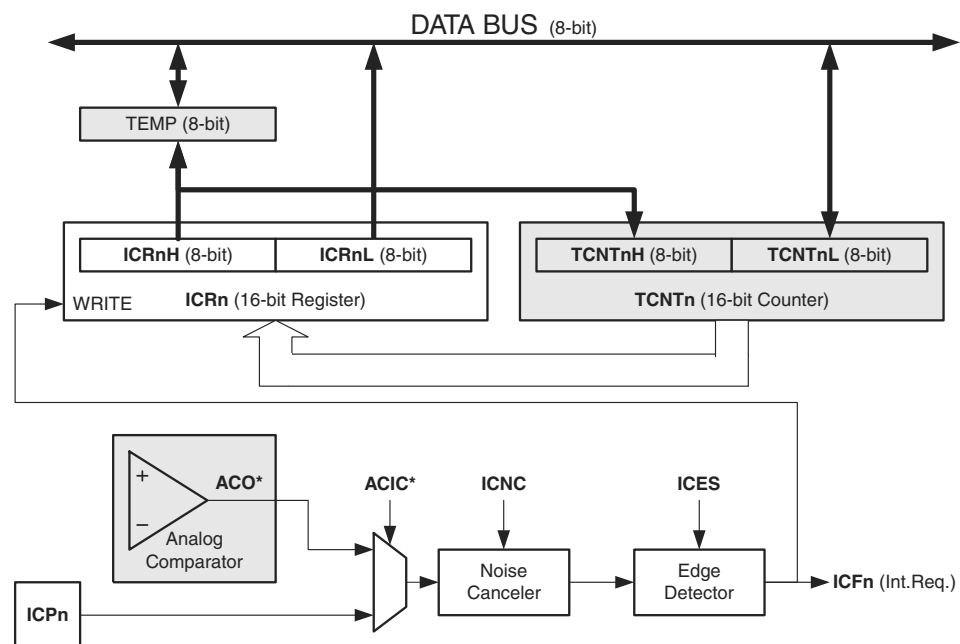 DATA BUS (8-bit)
TEMP (8-bit)
ICRnH (8-bit)
ICRnL (8-bit)
TCNTnH (8-bit)
TCNTnL (8-bit)
WRITE
ICRn (16-bit Register)
TCNTn (16-bit Counter)
+
−
ACO*
Analog
Comparator
ACIC*
ICNC
ICES
Noise
Canceler
Edge
Detector
ICFn (Int.Req.)
ICPn